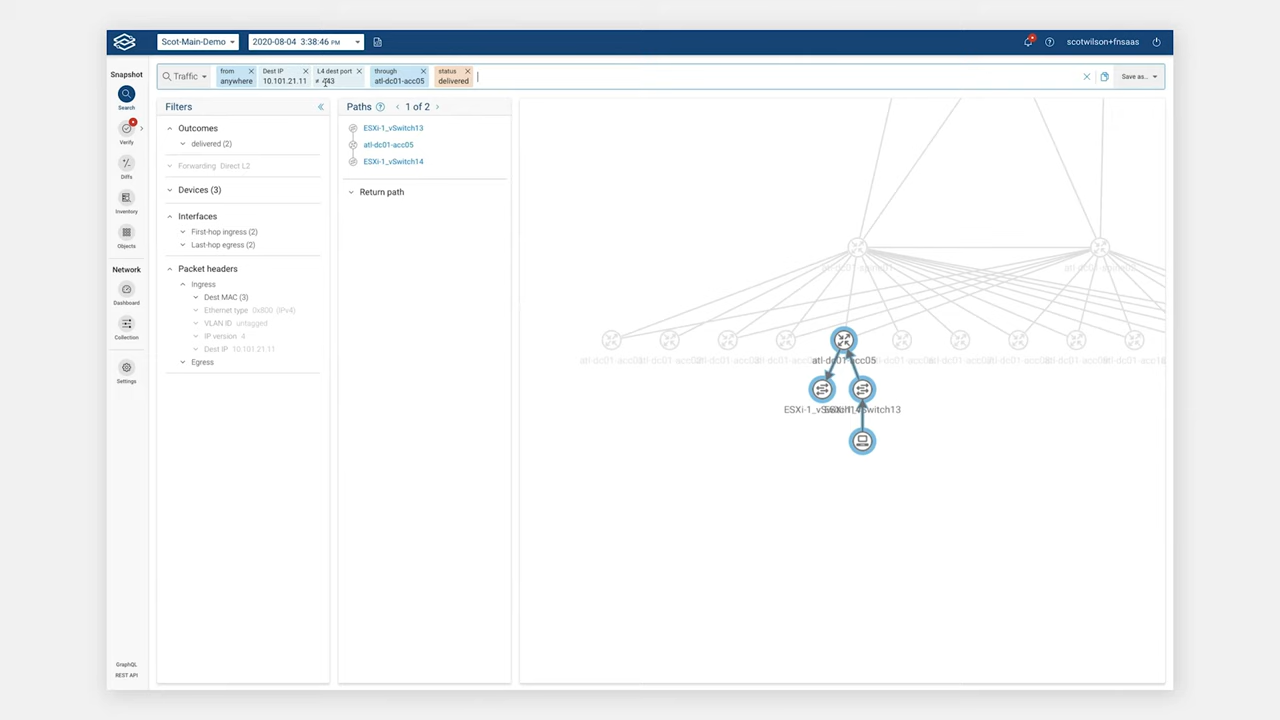 Scot-Main-Demo
2020-08-04 3:38:46 PM
scotwilson+fnsaas
Snapshot
Search
Verify
Diffs
Inventory
Objects
Network
Dashboard
Collection
Settings
GraphQL
REST API
Traffic
from
anywhere
Dest IP
10.101.21.11
L4 dest port
≠ 443
through
atl-dc01-acc05
status
delivered
Save as...
Filters
Outcomes
delivered (2)
Forwarding Direct L2
Devices (3)
Interfaces
First-hop ingress (2)
Last-hop egress (2)
Packet headers
Ingress
Dest MAC (3)
Ethernet type 0x800 (IPv4)
VLAN ID untagged
IP version 4
Dest IP 10.101.21.11
Egress
Paths
1 of 2
ESXi-1_vSwitch13
atl-dc01-acc05
ESXi-1_vSwitch14
Return path
atl-dc01-acc05